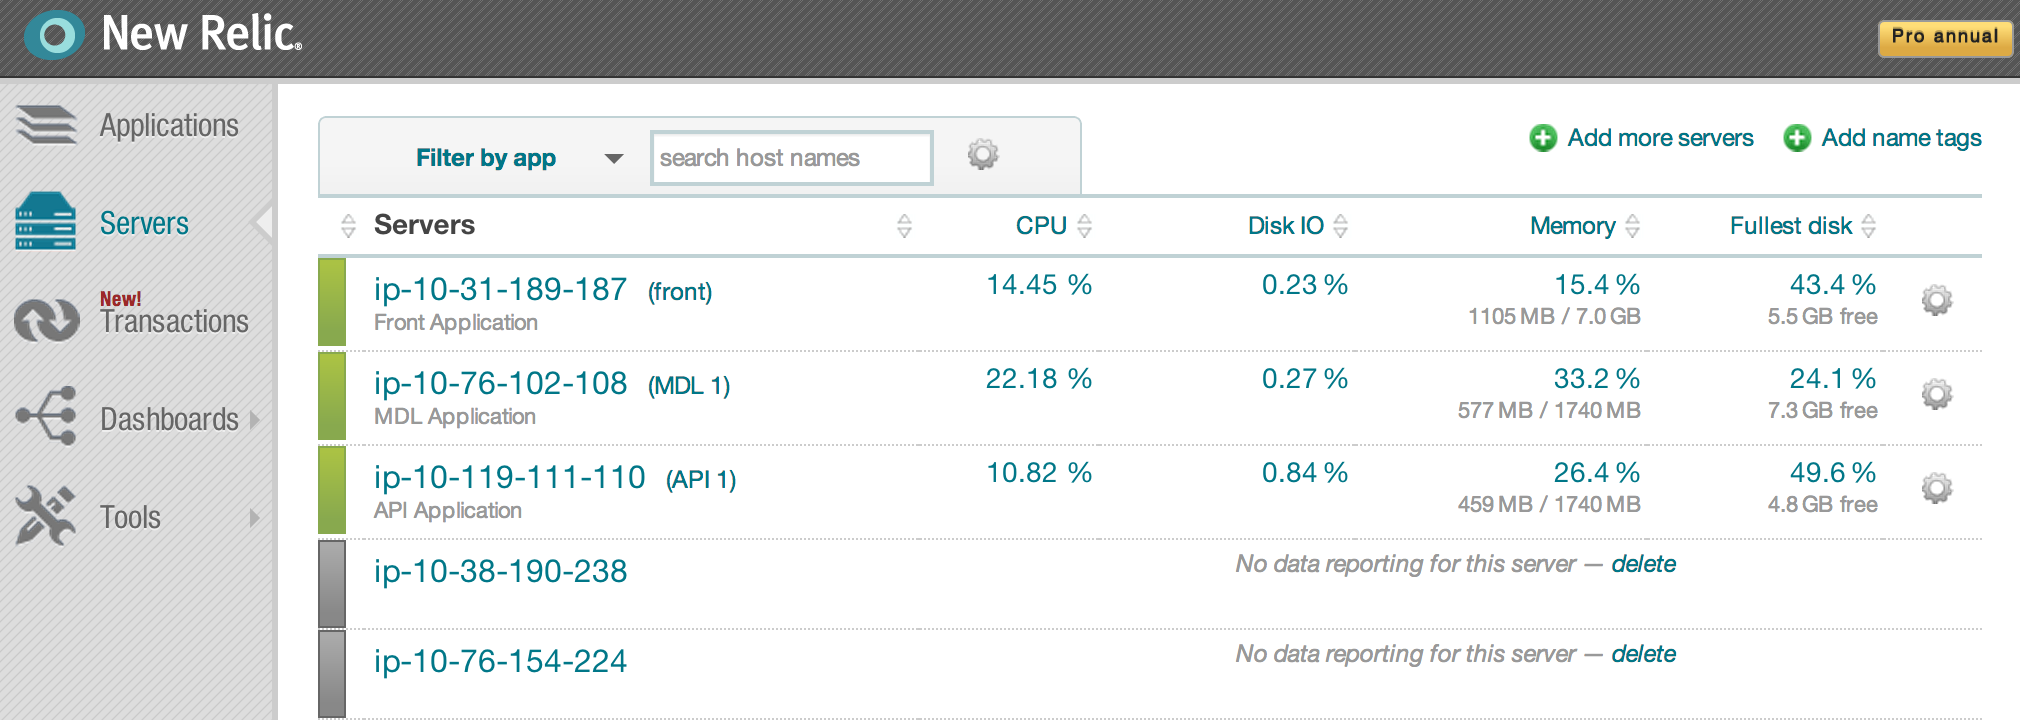 New Relic®
Pro annual
Applications
Servers
New!
Transactions
Dashboards
Tools
Filter by app
search host names
Add more servers
Add name tags
Servers CPU Disk IO Memory Fullest disk
ip-10-31-189-187 (front) 14.45 % 0.23 % 15.4 % 43.4 %
Front Application 1105 MB / 7.0 GB 5.5 GB free
ip-10-76-102-108 (MDL 1) 22.18 % 0.27 % 33.2 % 24.1 %
MDL Application 577 MB / 1740 MB 7.3 GB free
ip-10-119-111-110 (API 1) 10.82 % 0.84 % 26.4 % 49.6 %
API Application 459 MB / 1740 MB 4.8 GB free
ip-10-38-190-238 No data reporting for this server — delete
ip-10-76-154-224 No data reporting for this server — delete